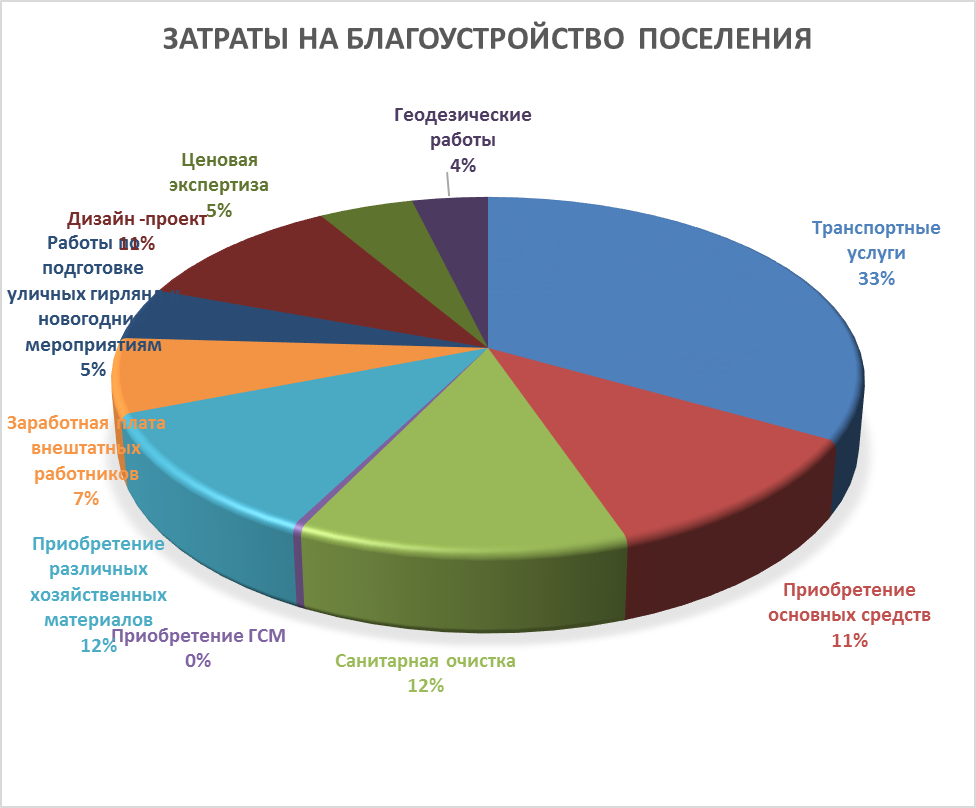 ЗАТРАТЫ НА БЛАГОУСТРОЙСТВО ПОСЕЛЕНИЯ
Геодезические
работы
4%
Ценовая
экспертиза
5%
Дизайн -проект
11%
Работы по
подготовке
уличных гирлянд
новогодни
мероприятиям
5%
Заработная плата
внештатных
работников
7%
Приобретение
различных
хозяйственных
материалов
12%
Приобретение ГСМ
0%
Санитарная очистка
12%
Приобретение
основных средств
11%
Транспортные
услуги
33%